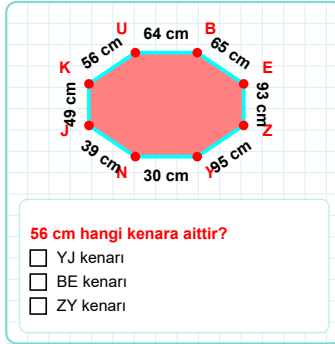 64 cm
U
B
56 cm
65 cm
K
E
49 cm
93 cm
J
Z
39 cm
95 cm
N
Y
30 cm
56 cm hangi kenara aittir?
YJ kenarı
BE kenarı
ZY kenarı